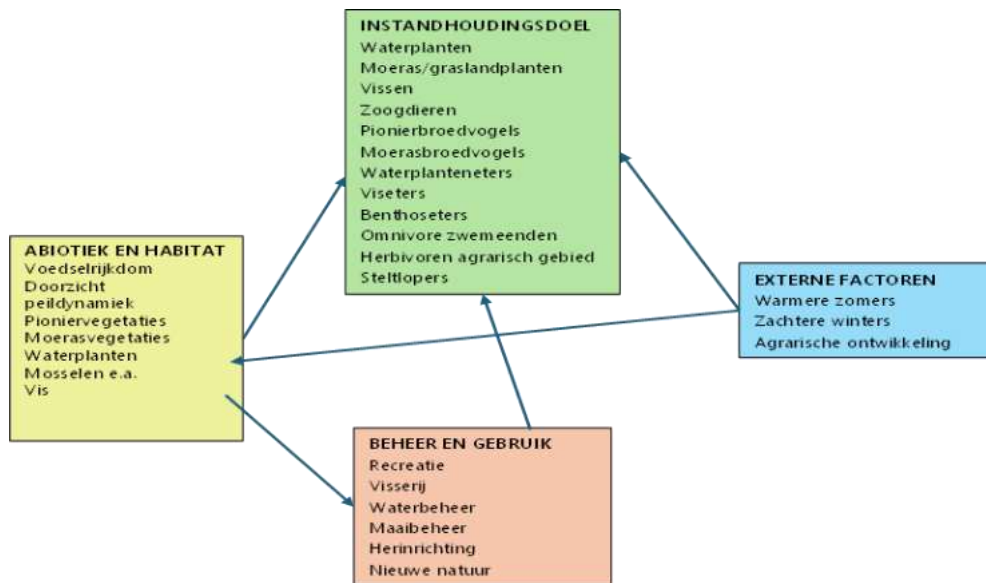 INSTANDHOUDINGSDOEL
Waterplanten
Moeras/graslandplanten
Vissen
Zoogdieren
Pionierbroedvogels
Moerasbroedvogels
Waterplanteneters
Viseters
Benthoseters
Omnivore zwemeenden
Herbivoren agrarisch gebied
Steltlopers
ABIOTIEK EN HABITAT
Voedselrijkdom
Doorzicht
peildynamiek
Pioniervegetaties
Moerasvegetaties
Waterplanten
Mosselen e.a.
Vis
EXTERNE FACTOREN
Warmere zomers
Zachtere winters
Agrarische ontwikkeling
BEHEER EN GEBRUIK
Recreatie
Visserij
Waterbeheer
Maaibeheer
Herinrichting
Nieuwe natuur